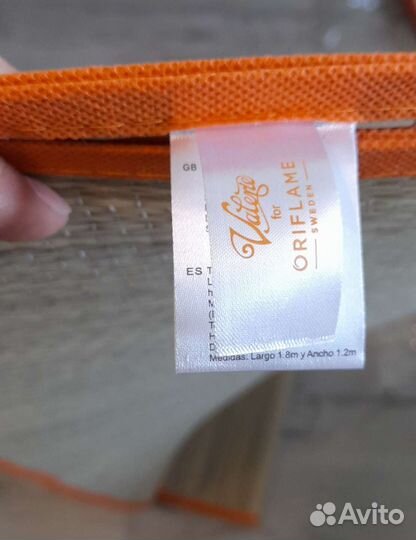 GB
Valerie
for
ORIFLAME
SWEDEN
ES
Medidas: Largo 1.8m y Ancho 1.2m
Avito